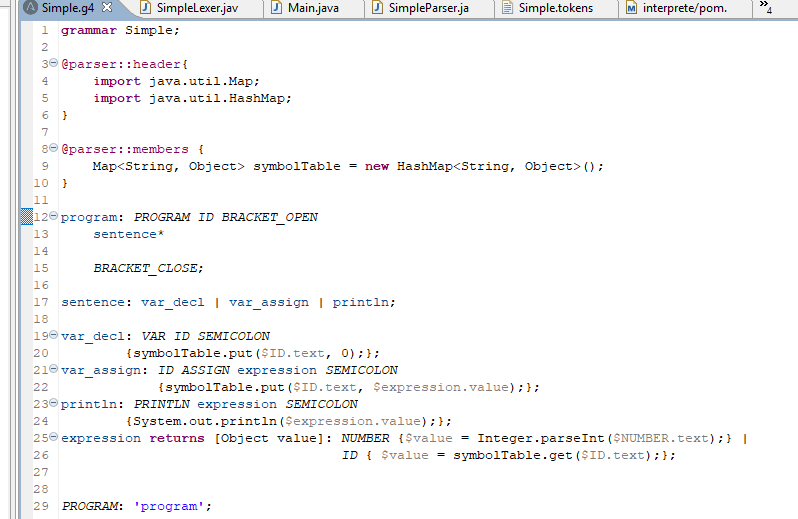 Simple.g4 SimpleLexer.jav Main.java SimpleParser.ja Simple.tokens interprete/pom. »4
1 grammar Simple;
2
3 @parser::header{
4 import java.util.Map;
5 import java.util.HashMap;
6 }
7
8 @parser::members {
9 Map<String, Object> symbolTable = new HashMap<String, Object>();
10 }
11
12 program: PROGRAM ID BRACKET_OPEN
13 sentence*
14
15 BRACKET_CLOSE;
16
17 sentence: var_decl | var_assign | println;
18
19 var_decl: VAR ID SEMICOLON
20 {symbolTable.put($ID.text, 0);};
21 var_assign: ID ASSIGN expression SEMICOLON
22 {symbolTable.put($ID.text, $expression.value);};
23 println: PRINTLN expression SEMICOLON
24 {System.out.println($expression.value);};
25 expression returns [Object value]: NUMBER {$value = Integer.parseInt($NUMBER.text);} |
26 ID { $value = symbolTable.get($ID.text);};
27
28
29 PROGRAM: 'program';